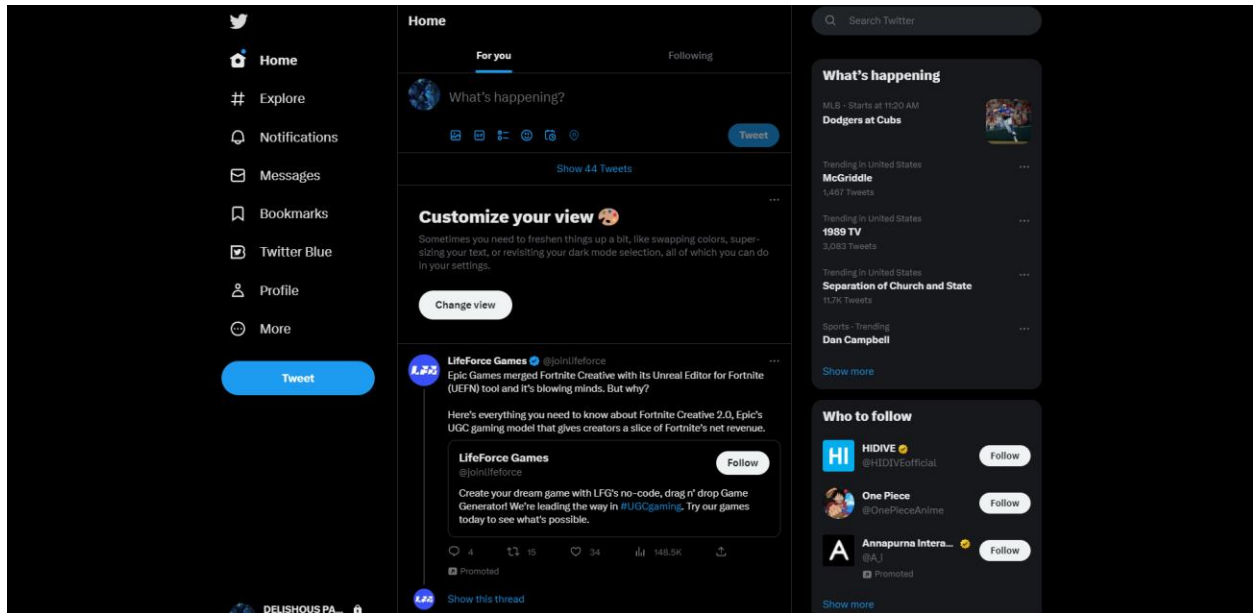 Home
Explore
Notifications
Messages
Bookmarks
Twitter Blue
Profile
More
Tweet
DELISHOUS PA...
Home
For you
Following
What's happening?
Tweet
Show 44 Tweets
Customize your view
Sometimes you need to freshen things up a bit, like swapping colors, super-
sizing your text, or revisiting your dark mode selection, all of which you can do
in your settings.
Change view
LifeForce Games @joinlifeforce
Epic Games merged Fortnite Creative with its Unreal Editor for Fortnite
(UEFN) tool and it's blowing minds. But why?
Here's everything you need to know about Fortnite Creative 2.0, Epic's
UGC gaming model that gives creators a slice of Fortnite's net revenue.
LifeForce Games
@joinlifeforce
Follow
Create your dream game with LFG's no-code, drag n' drop Game
Generator! We're leading the way in #UGCgaming. Try our games
today to see what's possible.
4 15 34 148.5K
Promoted
Show this thread
Search Twitter
What's happening
MLB · Starts at 11:20 AM
Dodgers at Cubs
Trending in United States
McGriddle
1,467 Tweets
Trending in United States
1989 TV
3,083 Tweets
Trending in United States
Separation of Church and State
11.7K Tweets
Sports · Trending
Dan Campbell
Show more
Who to follow
HI
HIDIVE
@HIDIVEofficial
Follow
One Piece
@OnePieceAnime
Follow
A
Annapurna Intera...
@A_i
Follow
Promoted
Show more